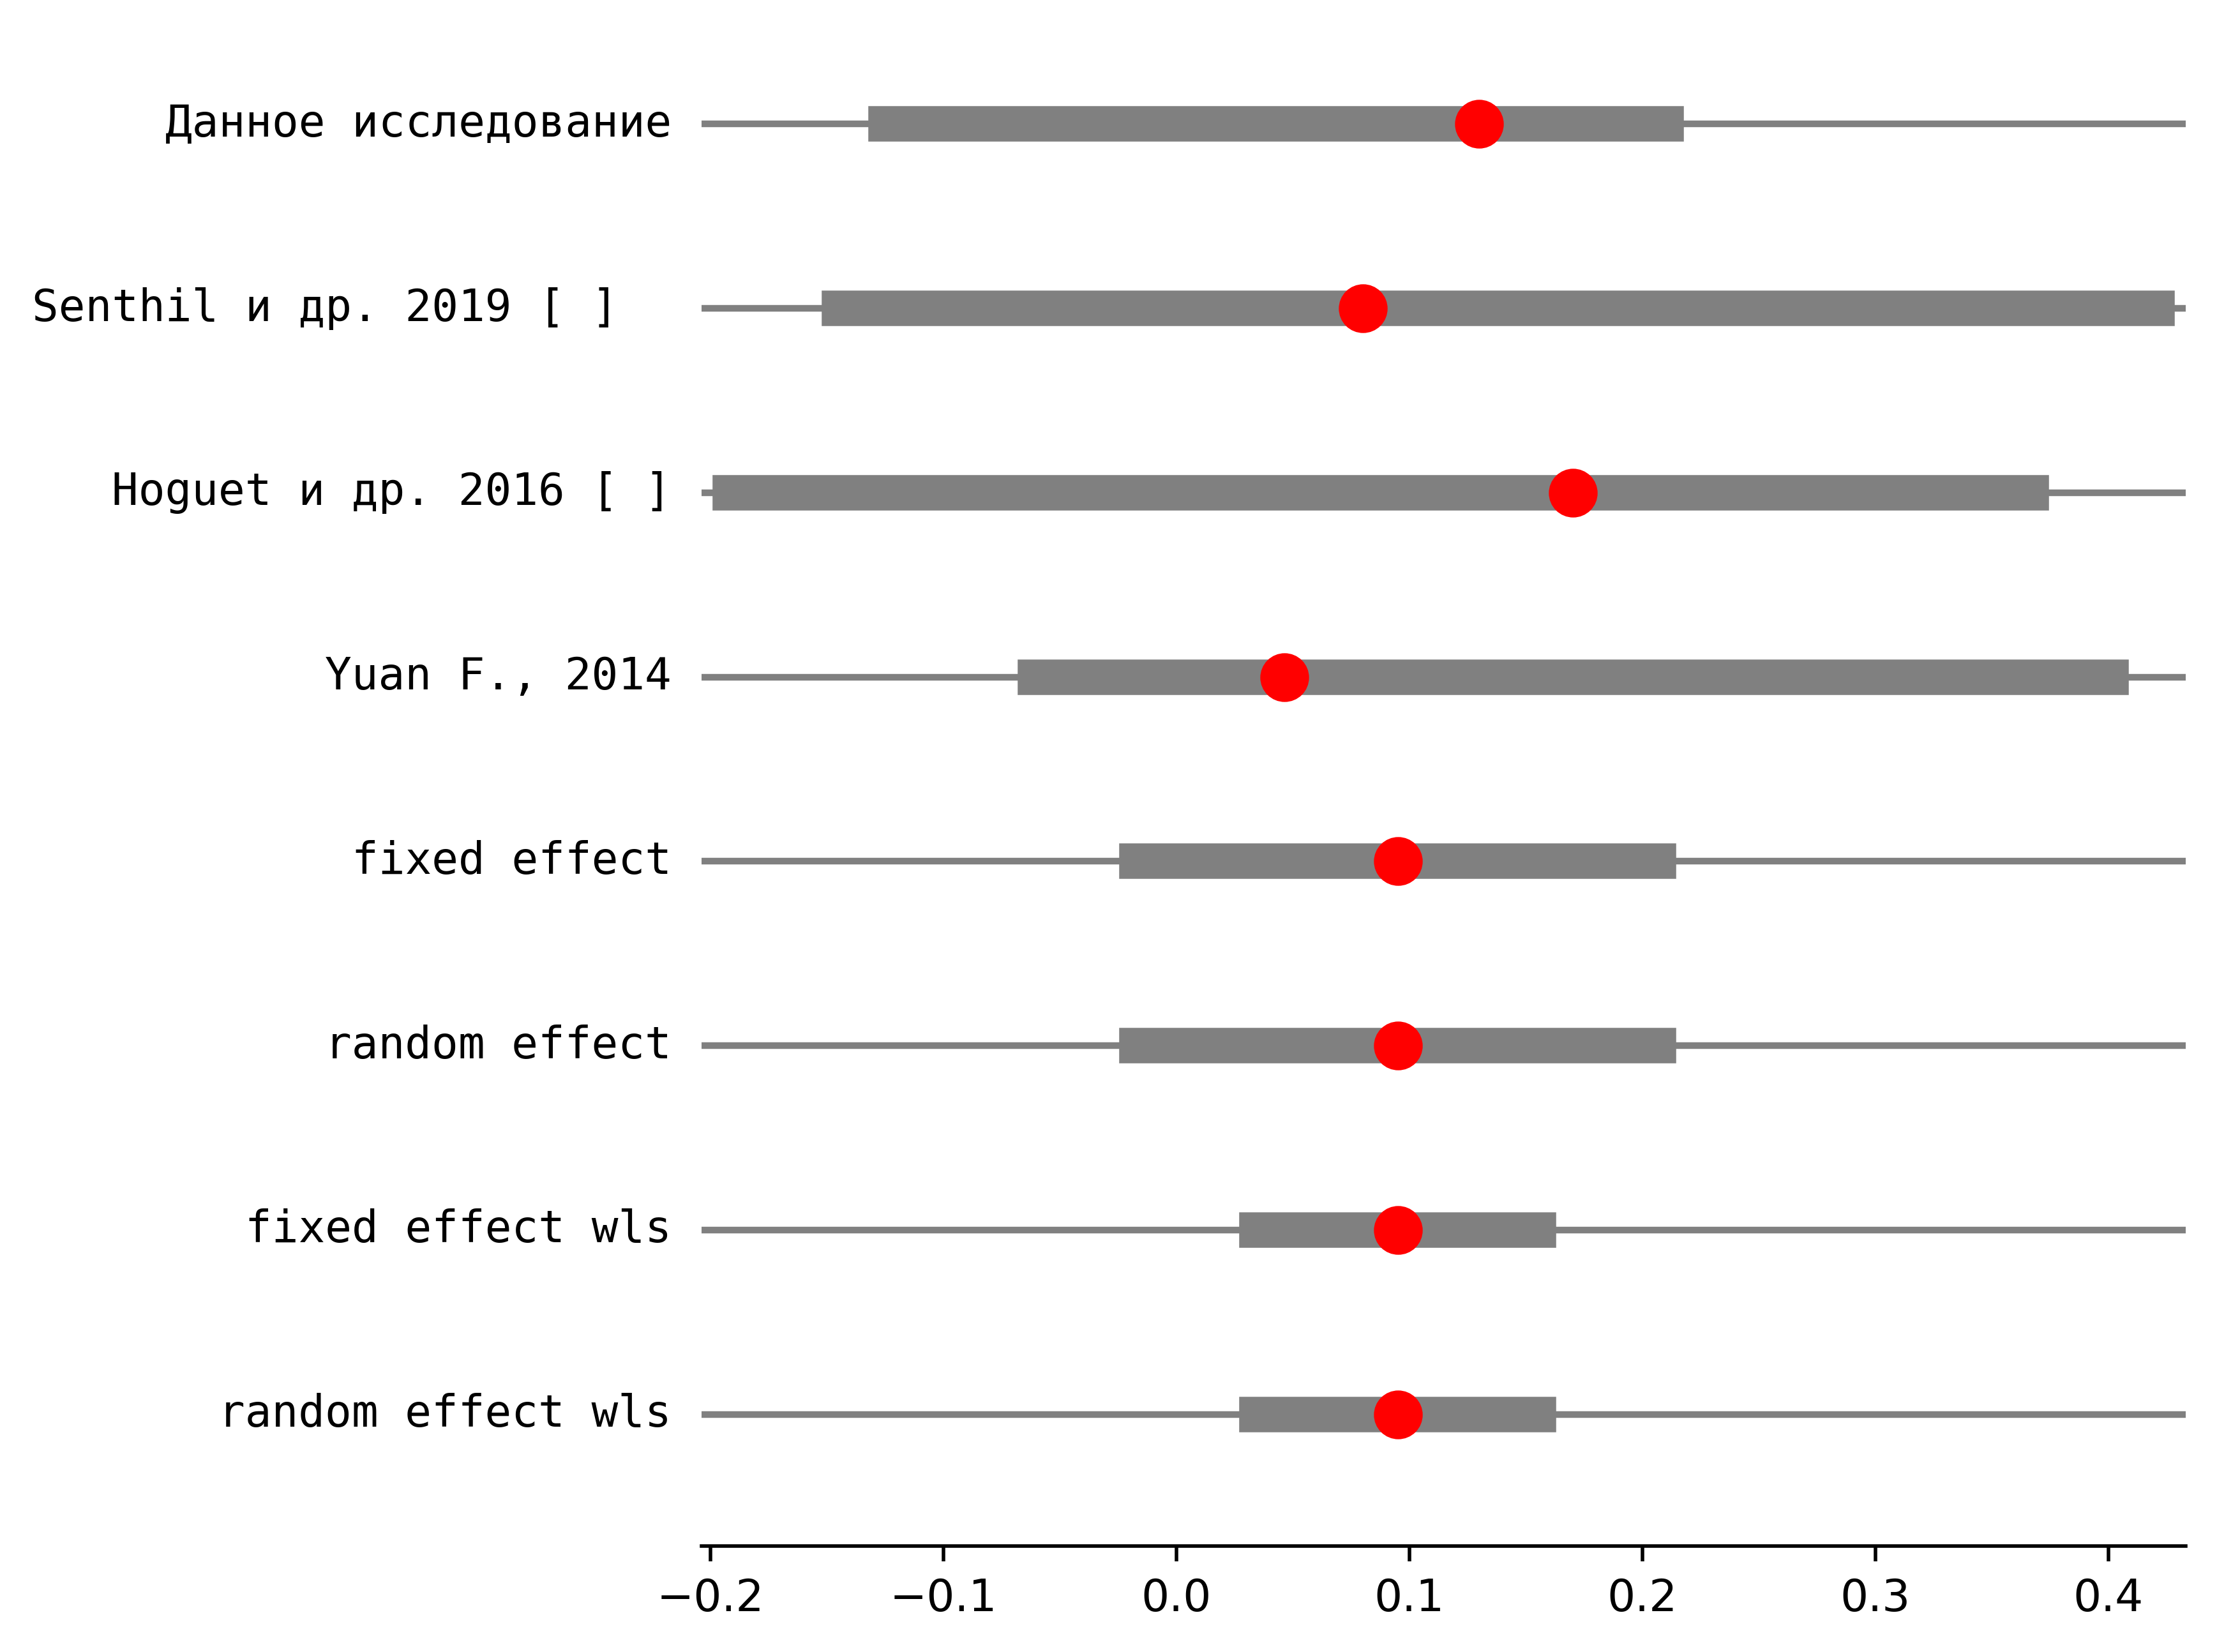 Данное исследование
Senthil и др. 2019 [ ]
Hoguet и др. 2016 [ ]
Yuan F., 2014
fixed effect
random effect
fixed effect wls
random effect wls
−0.2 −0.1 0.0 0.1 0.2 0.3 0.4